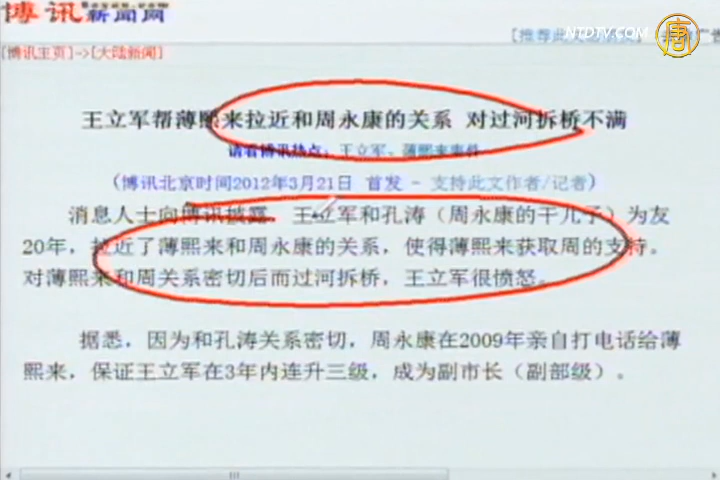 博讯新闻网
NTDTV.COM
唐
[博讯主页]->[大陆新闻]
王立军帮薄熙来拉近和周永康的关系 对过河拆桥不满
请看博讯热点：王立军、薄熙来事件
(博讯北京时间2012年3月21日 首发 - 支持此文作者/记者)
消息人士向博讯披露，王立军和孔涛（周永康的干儿子）为友
20年，拉近了薄熙来和周永康的关系，使得薄熙来获取周的支持。
对薄熙来和周关系密切后而过河拆桥，王立军很愤怒。
据悉，因为和孔涛关系密切，周永康在2009年亲自打电话给薄
熙来，保证王立军在3年内连升三级，成为副市长（副部级）。